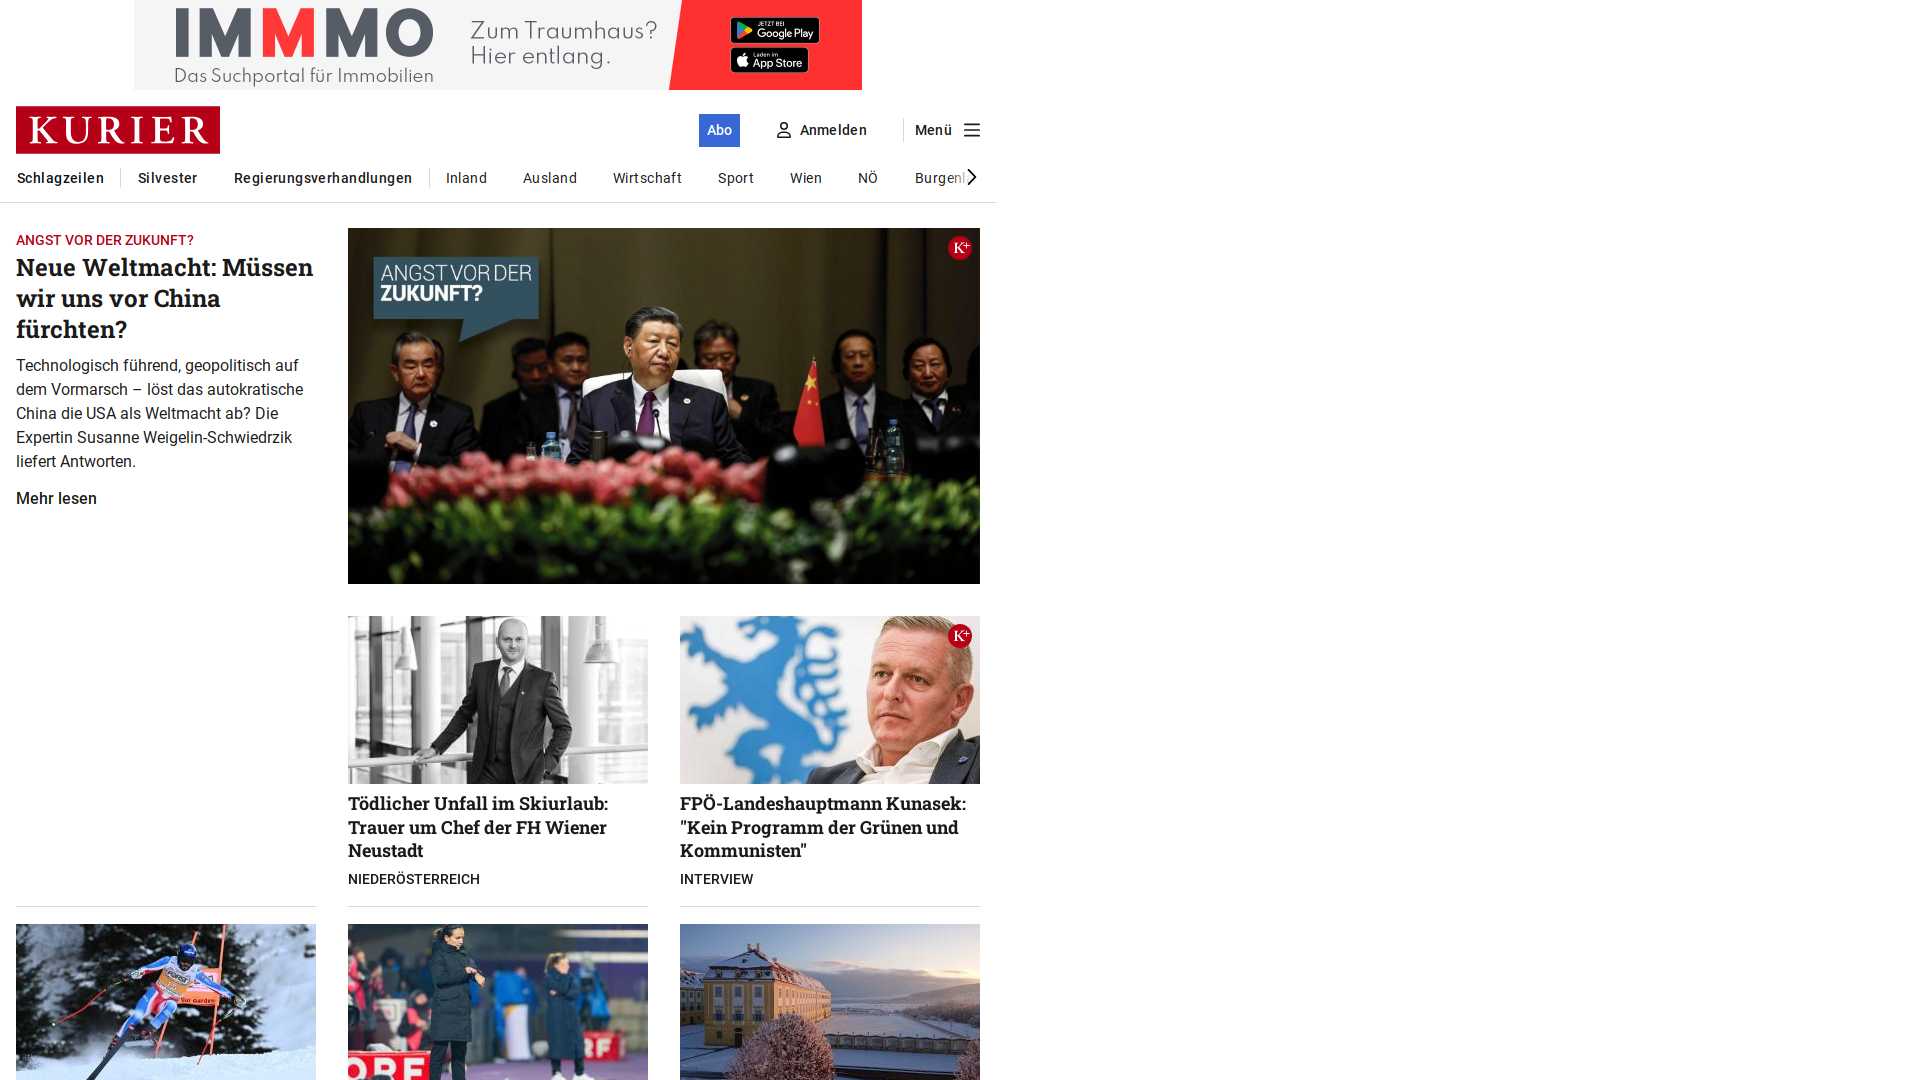 IMMMO
Das Suchportal für Immobilien
Zum Traumhaus?
Hier entlang.
JETZT BEI
Google Play
Laden im
App Store
KURIER
Abo
Anmelden
Menü
Schlagzeilen
Silvester
Regierungsverhandlungen
Inland
Ausland
Wirtschaft
Sport
Wien
NÖ
Burgenl
ANGST VOR DER ZUKUNFT?
Neue Weltmacht: Müssen
wir uns vor China
fürchten?
Technologisch führend, geopolitisch auf
dem Vormarsch – löst das autokratische
China die USA als Weltmacht ab? Die
Expertin Susanne Weigelin-Schwiedrzik
liefert Antworten.
Mehr lesen
ANGST VOR DER
ZUKUNFT?
K+
Tödlicher Unfall im Skiurlaub:
Trauer um Chef der FH Wiener
Neustadt
NIEDERÖSTERREICH
K+
FPÖ-Landeshauptmann Kunasek:
"Kein Programm der Grünen und
Kommunisten"
INTERVIEW
ORF